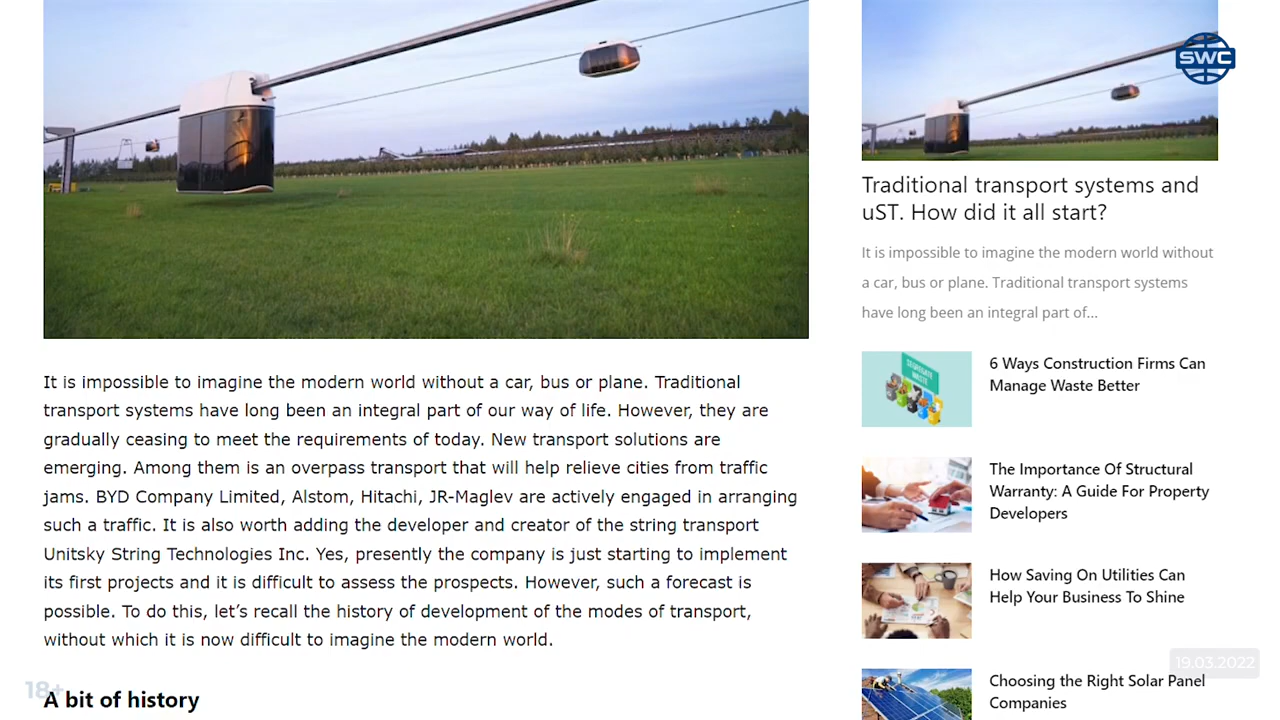 It is impossible to imagine the modern world without a car, bus or plane. Traditional
transport systems have long been an integral part of our way of life. However, they are
gradually ceasing to meet the requirements of today. New transport solutions are
emerging. Among them is an overpass transport that will help relieve cities from traffic
jams. BYD Company Limited, Alstom, Hitachi, JR-Maglev are actively engaged in arranging
such a traffic. It is also worth adding the developer and creator of the string transport
Unitsky String Technologies Inc. Yes, presently the company is just starting to implement
its first projects and it is difficult to assess the prospects. However, such a forecast is
possible. To do this, let’s recall the history of development of the modes of transport,
without which it is now difficult to imagine the modern world.
18+
A bit of history
SWC
Traditional transport systems and
uST. How did it all start?
It is impossible to imagine the modern world without
a car, bus or plane. Traditional transport systems
have long been an integral part of...
SEGREGATE
WASTE
6 Ways Construction Firms Can
Manage Waste Better
The Importance Of Structural
Warranty: A Guide For Property
Developers
How Saving On Utilities Can
Help Your Business To Shine
19.03.2022
Choosing the Right Solar Panel
Companies